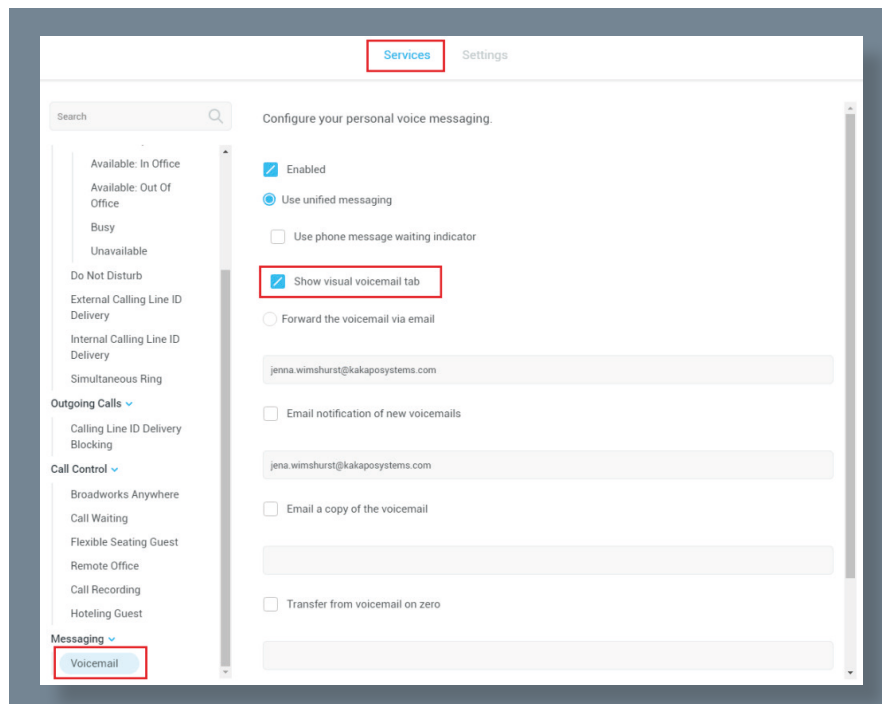 Services Settings
Search
Available: In Office
Available: Out Of
Office
Busy
Unavailable
Do Not Disturb
External Calling Line ID
Delivery
Internal Calling Line ID
Delivery
Simultaneous Ring
Outgoing Calls
Calling Line ID Delivery
Blocking
Call Control
Broadworks Anywhere
Call Waiting
Flexible Seating Guest
Remote Office
Call Recording
Hoteling Guest
Messaging
Voicemail
Configure your personal voice messaging.
Enabled
Use unified messaging
Use phone message waiting indicator
Show visual voicemail tab
Forward the voicemail via email
jenna.wimshurst@kakaposystems.com
Email notification of new voicemails
jena.wimshurst@kakaposystems.com
Email a copy of the voicemail
Transfer from voicemail on zero